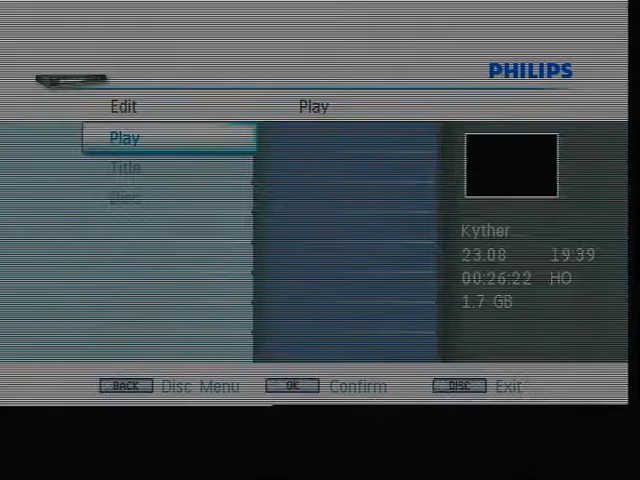 PHILIPS
Edit Play
Play
Title
Disc
Kyther
23.08 19:39
00:26:22 HQ
1.7 GB
BACK Disc Menu OK Confirm DISC Exit